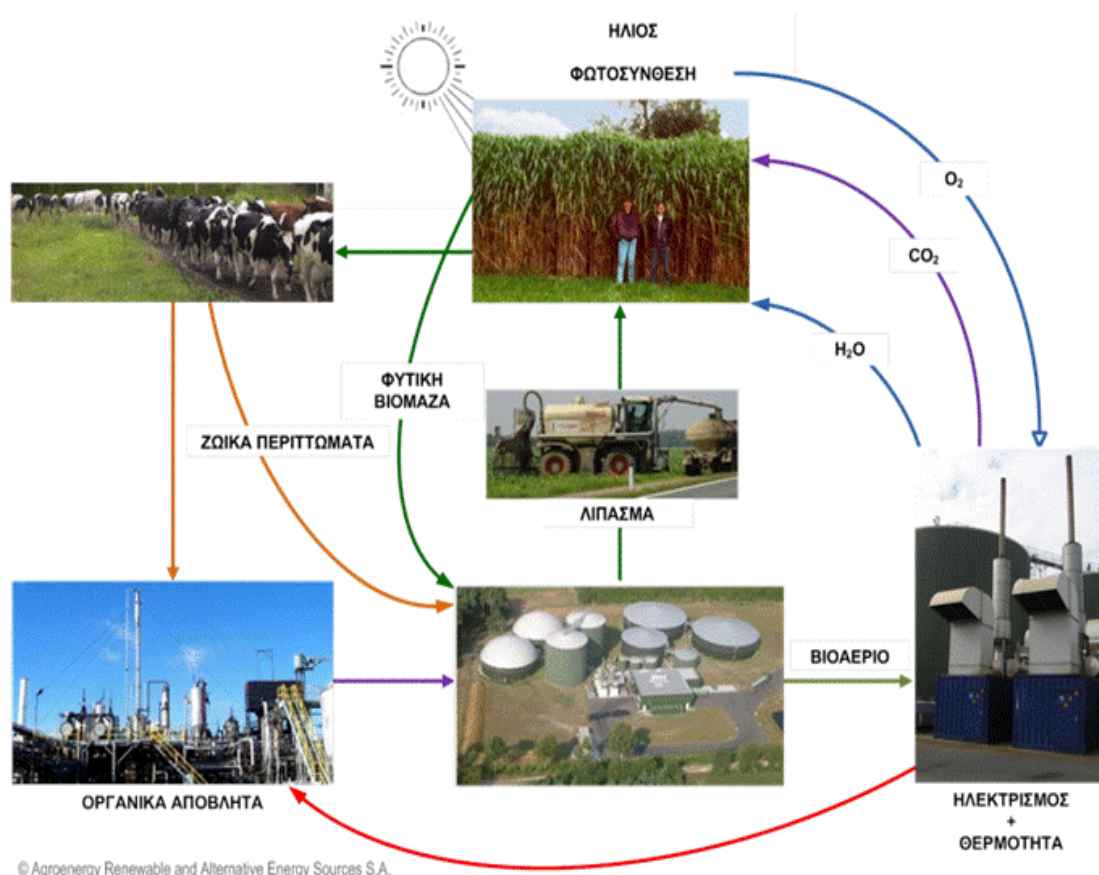 ΗΛΙΟΣ
ΦΩΤΟΣΥΝΘΕΣΗ
O₂
CO₂
H₂O
ΦΥΤΙΚΗ
ΒΙΟΜΑΖΑ
ΖΩΙΚΑ ΠΕΡΙΤΤΩΜΑΤΑ
ΛΙΠΑΣΜΑ
ΒΙΟΑΕΡΙΟ
ΟΡΓΑΝΙΚΑ ΑΠΟΒΛΗΤΑ
ΗΛΕΚΤΡΙΣΜΟΣ
+
ΘΕΡΜΟΤΗΤΑ
© Agroenergy Renewable and Alternative Energy Sources S.A.